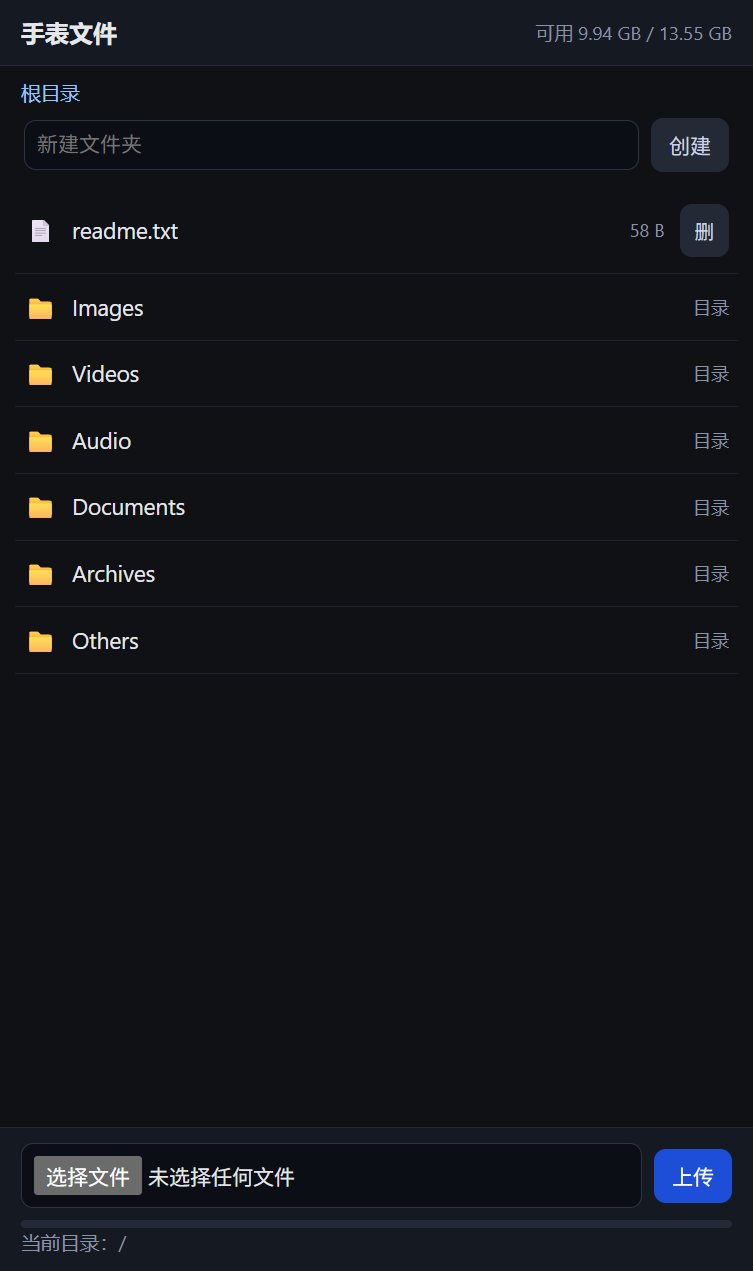 手表文件 可用 9.94 GB / 13.55 GB
根目录
新建文件夹 创建
readme.txt 58 B 删
Images 目录
Videos 目录
Audio 目录
Documents 目录
Archives 目录
Others 目录
选择文件 未选择任何文件 上传
当前目录: /